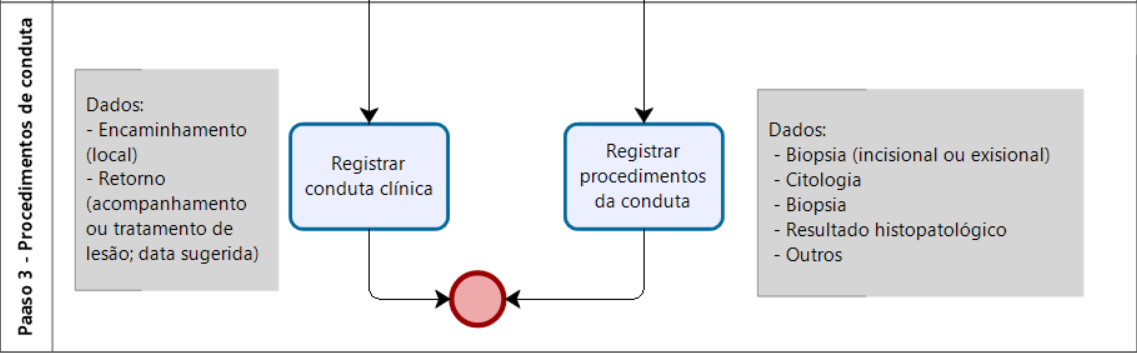 Paaso 3 - Procedimentos de conduta
Dados:
- Encaminhamento
(local)
- Retorno
(acompanhamento
ou tratamento de
lesão; data sugerida)
Registrar
conduta clínica
Registrar
procedimentos
da conduta
Dados:
- Biopsia (incisional ou exisional)
- Citologia
- Biopsia
- Resultado histopatológico
- Outros